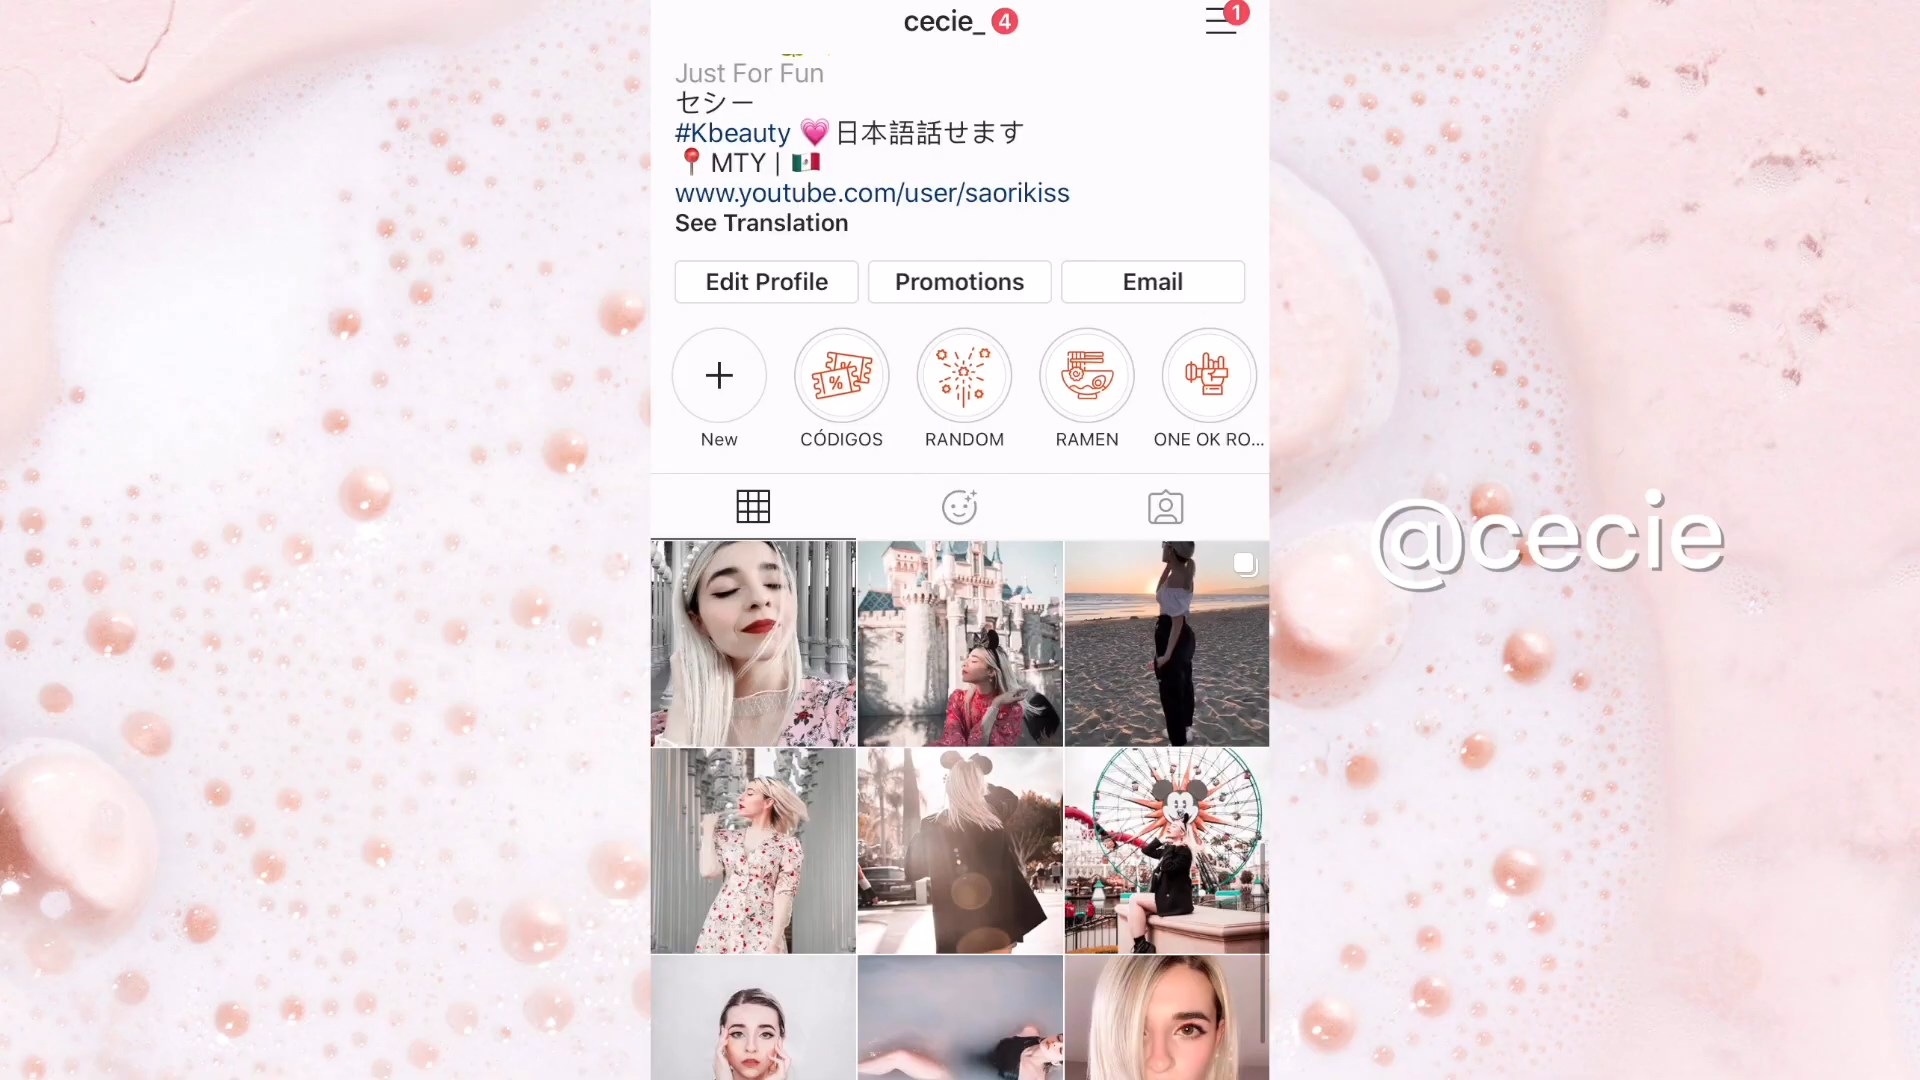 cecie_ 4
1
Just For Fun
セシー
#Kbeauty 💗 日本語話せます
📍 MTY | 🇲🇽
www.youtube.com/user/saorikiss
See Translation
Edit Profile Promotions Email
New CÓDIGOS RANDOM RAMEN ONE OK RO...
@cecie